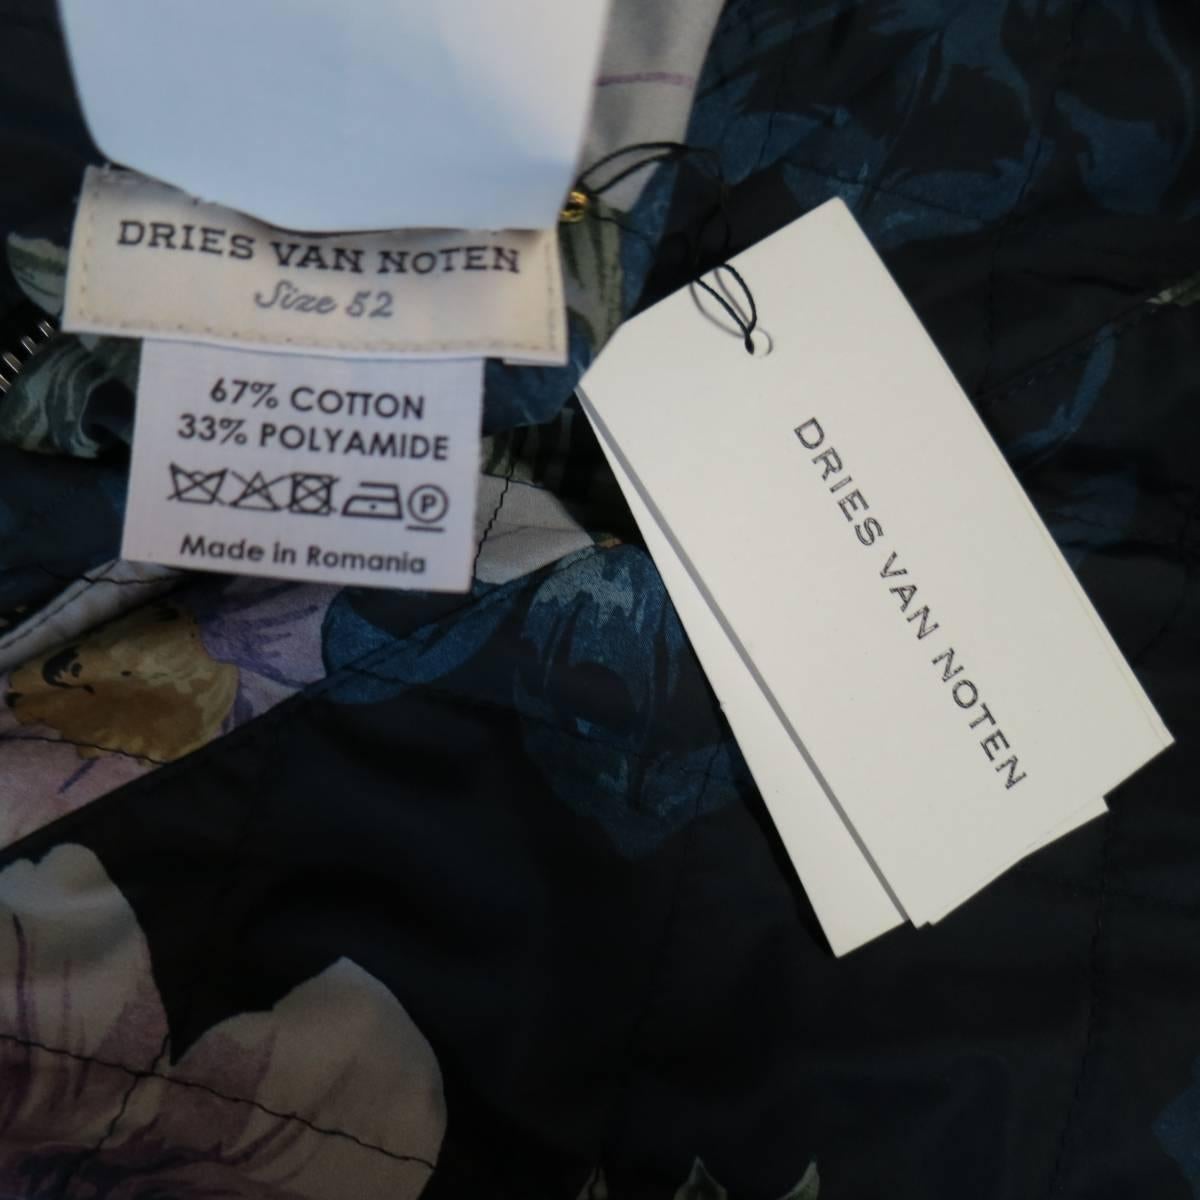 DRIES VAN NOTEN
Size 52
67% COTTON
33% POLYAMIDE
P
Made in Romania
DRIES VAN NOTEN